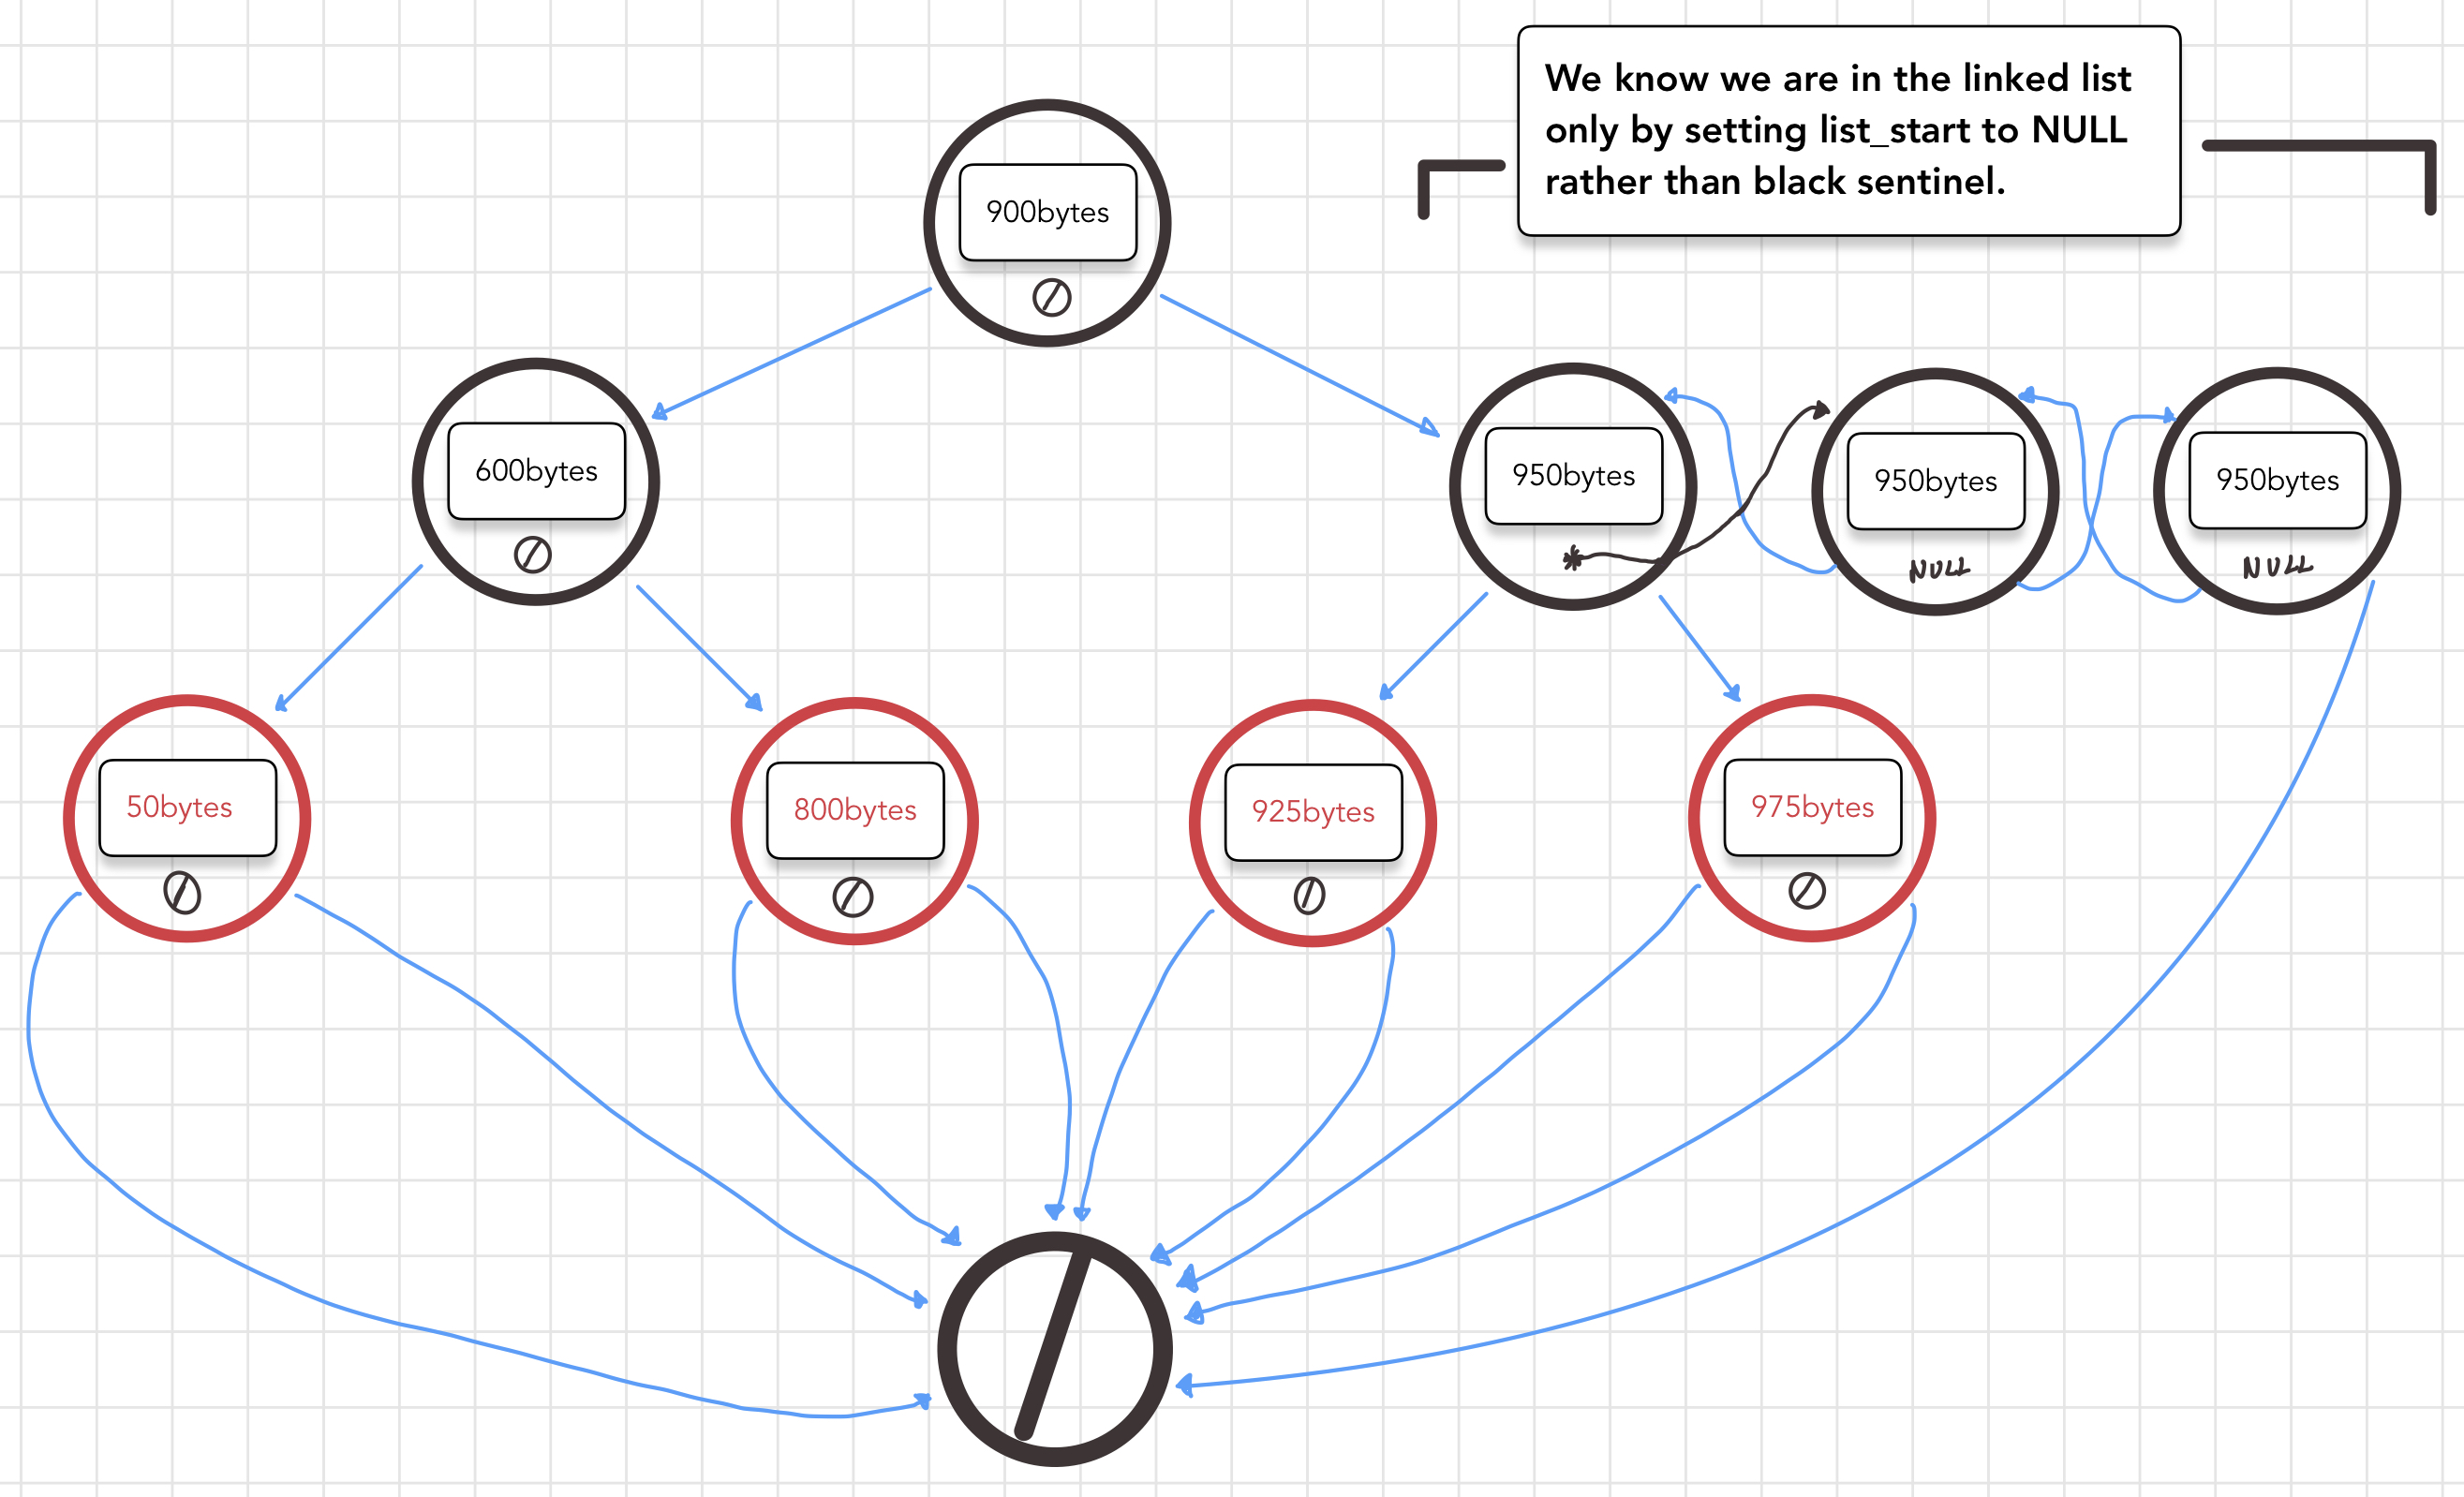 We know we are in the linked list
only by setting list_start to NULL
rather than black sentinel.
900bytes
600bytes
950bytes
950bytes
950bytes
NULL
NULL
50bytes
800bytes
925bytes
975bytes